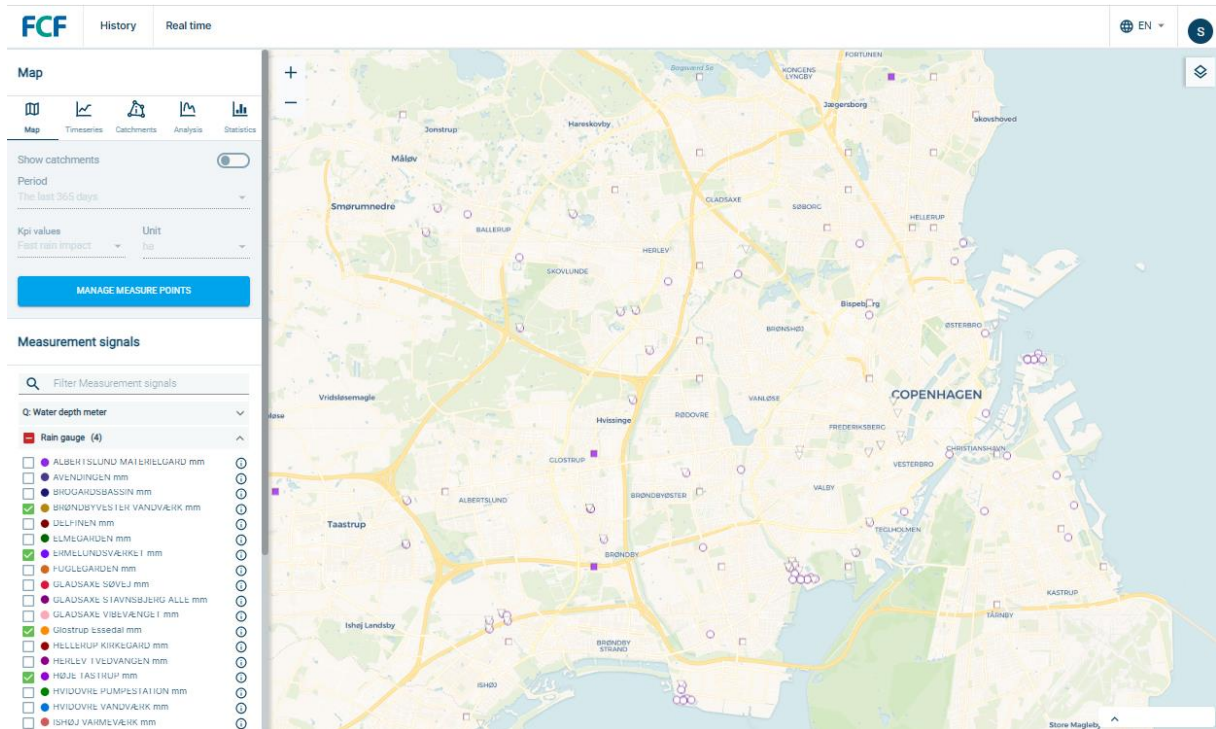 FCF
History
Real time
EN
S
Map
Map
Timeseries
Catchments
Analysis
Statistics
Show catchments
Period
The last 365 days
Kpi values
Unit
Fast rain impact
ha
MANAGE MEASURE POINTS
Measurement signals
Filter Measurement signals
Q: Water depth meter
Rain gauge (4)
ALBERTSLUND MATERIELGARD mm
AVENDINGEN mm
BROGARDSBASSIN mm
BRØNDBYVESTER VANDVÆRK mm
DELFINEN mm
ELMEGARDEN mm
ERMELUNDSVÆRKET mm
FUGLEGARDEN mm
GLADSAXE SØVEJ mm
GLADSAXE STAVNSBJERG ALLE mm
GLADSAXE VIBEVÆNGET mm
Glostrup Essedal mm
HELLERUP KIRKEGARD mm
HERLEV TVEDVANGEN mm
HØJE TASTRUP mm
HVIDOVRE PUMPESTATION mm
HVIDOVRE VANDVÆRK mm
ISHØJ VARMEVÆRK mm
+
−
FORTUNEN
Bagsværd Sø
KONGENS
LYNGBY
Jægersborg
Skovshoved
Hareskovby
Jonstrup
Måløv
GLADSAXE
SØBORG
Smørumnedre
HELLERUP
BALLERUP
HERLEV
SKOVLUNDE
Bispebjerg
BRØNSHØJ
ØSTERBRO
COPENHAGEN
Vridsløsemagle
VANLØSE
RØDOVRE
Hvissinge
FREDERIKSBERG
CHRISTIANSHAVN
GLOSTRUP
VESTERBRO
BRØNDBYØSTER
VALBY
ALBERTSLUND
Taastrup
TEGLHOLMEN
BRØNDBY
KASTRUP
TÅRNBY
Ishøj Landsby
BRØNDBY
STRAND
ISHØJ
Store Magleby